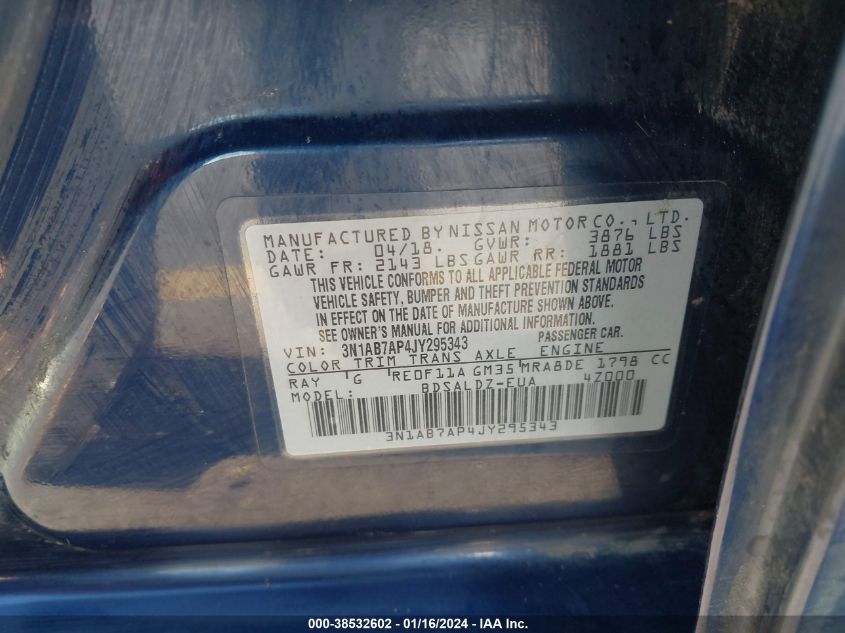 MANUFACTURED BY NISSAN MOTOR CO., LTD.
DATE: 04/18. GVWR: 3876 LBS
GAWR FR: 2143 LBS GAWR RR: 1881 LBS
THIS VEHICLE CONFORMS TO ALL APPLICABLE FEDERAL MOTOR
VEHICLE SAFETY, BUMPER AND THEFT PREVENTION STANDARDS
IN EFFECT ON THE DATE OF MANUFACTURE SHOWN ABOVE.
SEE OWNER'S MANUAL FOR ADDITIONAL INFORMATION.
VIN: 3N1AB7AP4JY295343 PASSENGER CAR.
COLOR TRIM TRANS AXLE ENGINE
RAY G RE0F11A GM35 MRA8DE 1798 CC
MODEL: BDSALDZ-EUA 4Z000
3N1AB7AP4JY295343
000-38532602 - 01/16/2024 - IAA Inc.